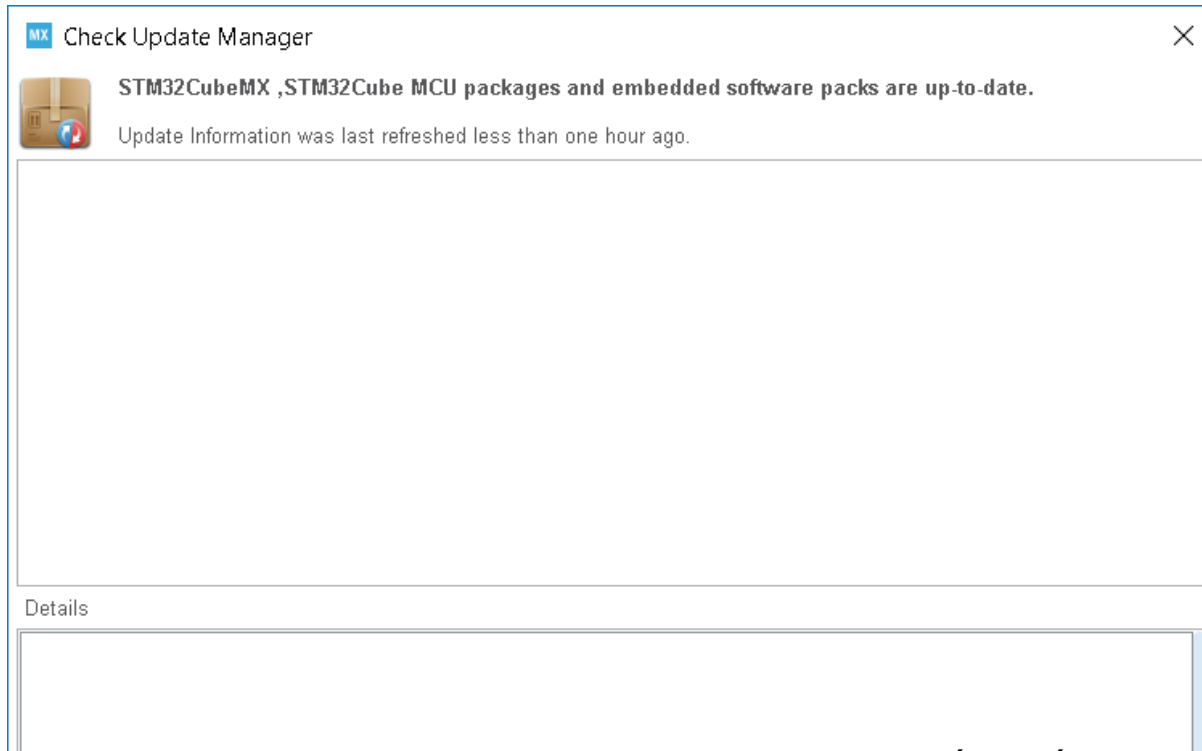 MX Check Update Manager
STM32CubeMX ,STM32Cube MCU packages and embedded software packs are up-to-date.
Update Information was last refreshed less than one hour ago.
Details